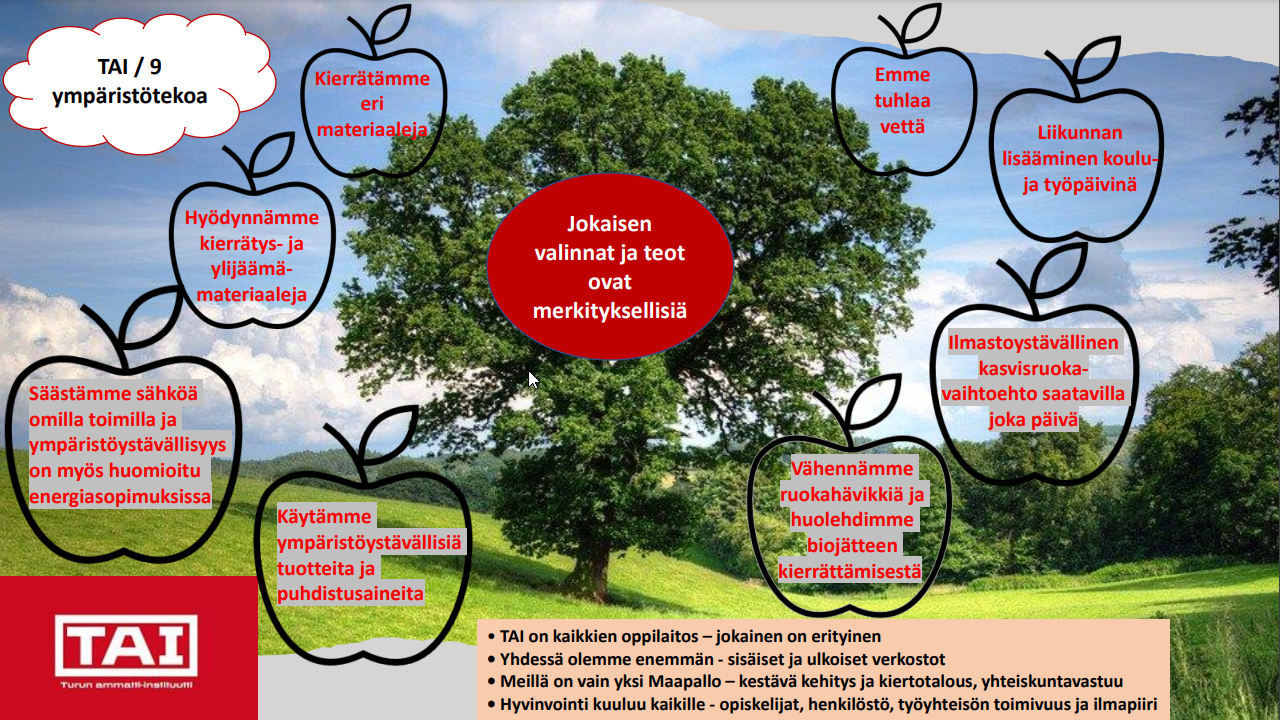 TAI / 9
ympäristötekoa
Kierrätämme
eri
materiaaleja
Emme
tuhlaa
vettä
Liikunnan
lisääminen koulu-
ja työpäivinä
Hyödynnämme
kierrätys- ja
ylijäämä-
materiaaleja
Jokaisen
valinnat ja teot
ovat
merkityksellisiä
Ilmastoystävällinen
kasvisruoka-
vaihtoehto saatavilla
joka päivä
Säästämme sähköä
omilla toimilla ja
ympäristöystävällisyys
on myös huomioitu
energiasopimuksissa
Käytämme
ympäristöystävällisiä
tuotteita ja
puhdistusaineita
Vähennämme
ruokahävikkiä ja
huolehdimme
biojätteen
kierrättämisestä
TAI
Turun ammatti-instituutti
• TAI on kaikkien oppilaitos – jokainen on erityinen
• Yhdessä olemme enemmän - sisäiset ja ulkoiset verkostot
• Meillä on vain yksi Maapallo – kestävä kehitys ja kiertotalous, yhteiskuntavastuu
• Hyvinvointi kuuluu kaikille - opiskelijat, henkilöstö, työyhteisön toimivuus ja ilmapiiri